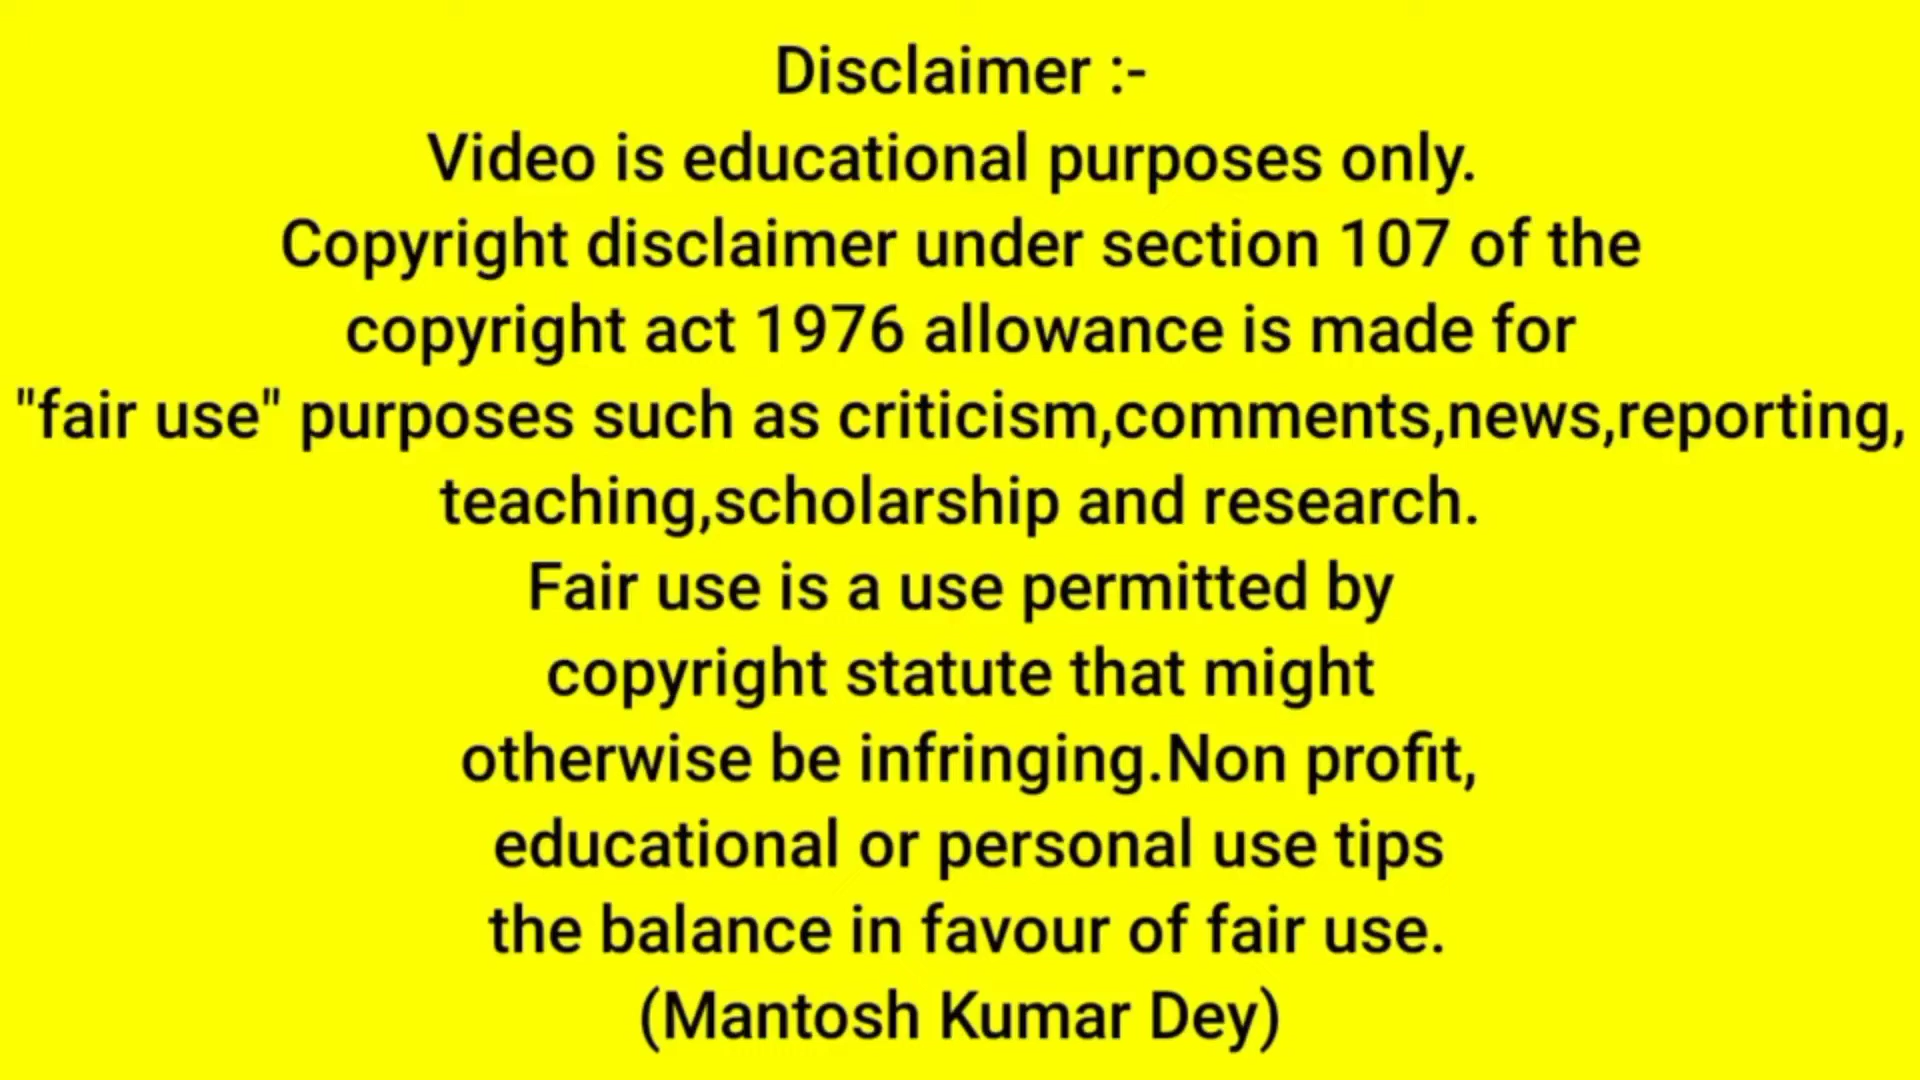 Disclaimer :-
Video is educational purposes only.
Copyright disclaimer under section 107 of the
copyright act 1976 allowance is made for
"fair use" purposes such as criticism,comments,news,reporting,
teaching,scholarship and research.
Fair use is a use permitted by
copyright statute that might
otherwise be infringing.Non profit,
educational or personal use tips
the balance in favour of fair use.
(Mantosh Kumar Dey)